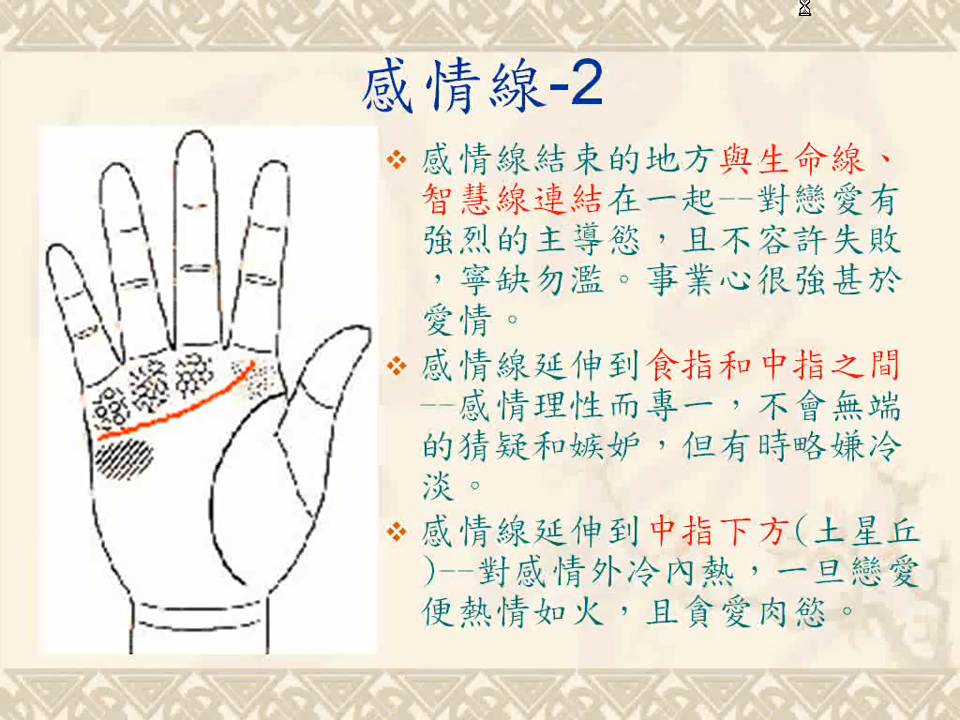 感情線-2
感情線結束的地方與生命線、
智慧線連結在一起--對戀愛有
強烈的主導慾，且不容許失敗
，寧缺勿濫。事業心很強甚於
愛情。
感情線延伸到食指和中指之間
--感情理性而專一，不會無端
的猜疑和嫉妒，但有時略嫌冷
淡。
感情線延伸到中指下方(土星丘
)--對感情外冷內熱，一旦戀愛
便熱情如火，且貪愛肉慾。